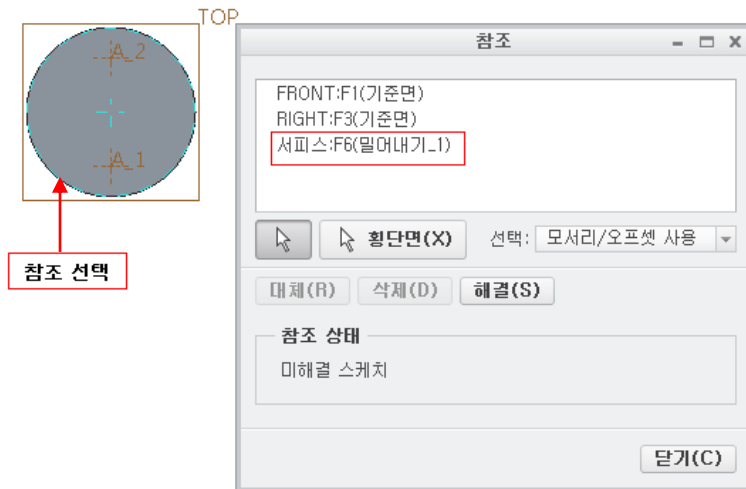 TOP
A_2
A_1
참조 선택
참조
FRONT:F1(기준면)
RIGHT:F3(기준면)
서피스:F6(밀어내기_1)
횡단면(X)
선택:
모서리/오프셋 사용
대체(R)
삭제(D)
해결(S)
참조 상태
미해결 스케치
닫기(C)